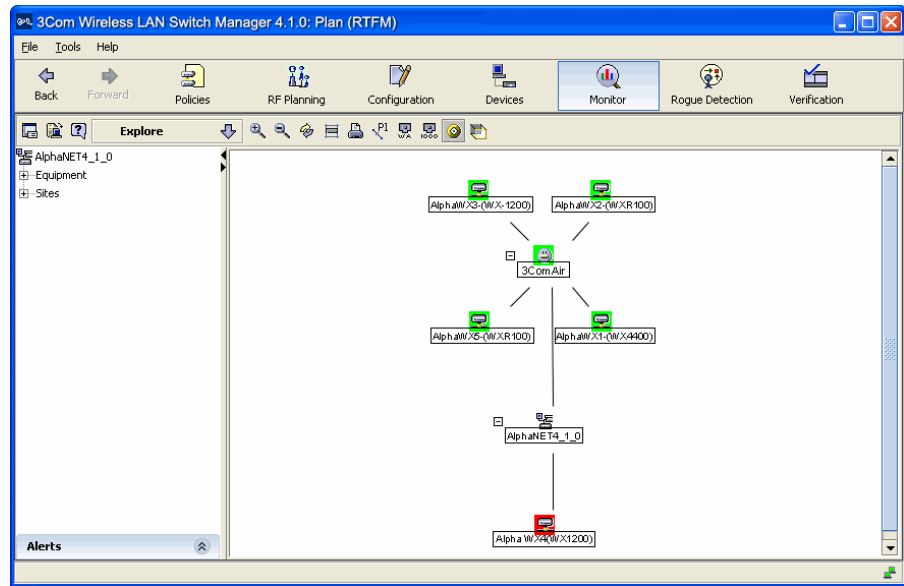 3Com Wireless LAN Switch Manager 4.1.0: Plan (RTFM)
File Tools Help
Back Forward Policies RF Planning Configuration Devices Monitor Rogue Detection Verification
Explore
AlphaNET4_1_0
Equipment
Sites
AlphaWX3-(WX-1200) AlphaWX2-(WXR100)
3ComAir
AlphaWX5-(WXR100) AlphaWX1-(WX4400)
AlphaNET4_1_0
Alpha WX4(WX1200)
Alerts